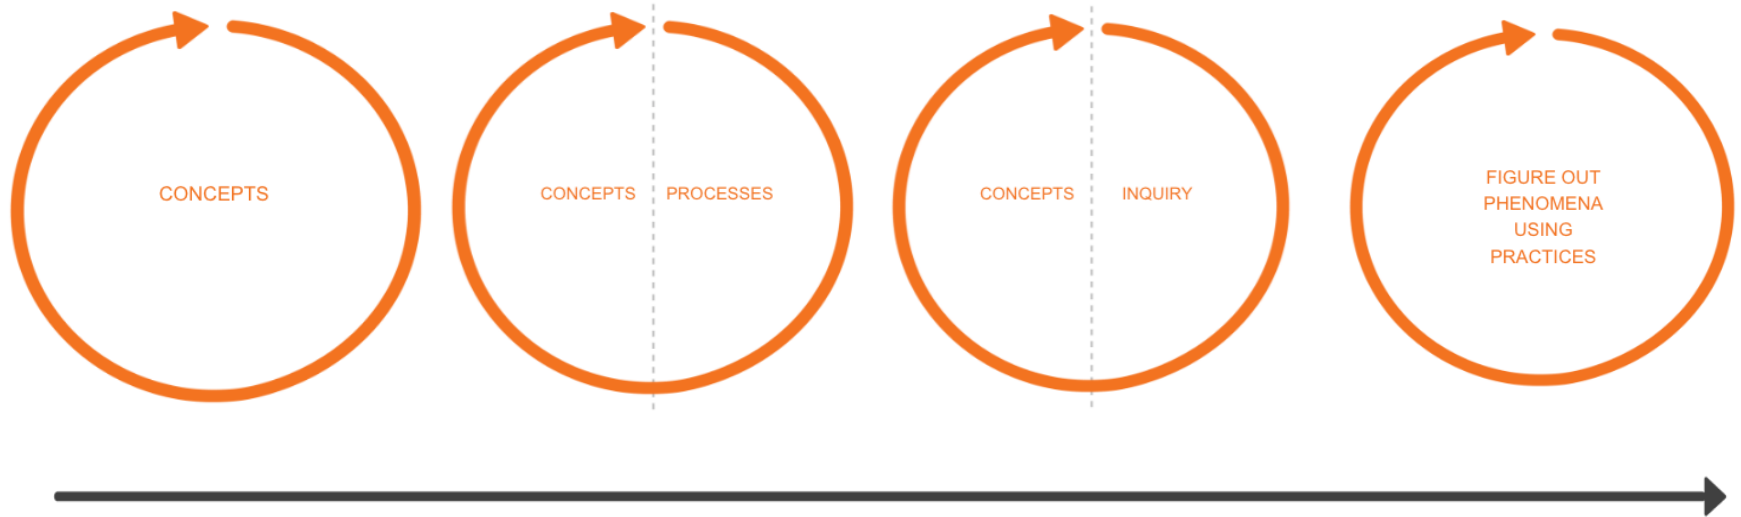 CONCEPTS
CONCEPTS
PROCESSES
CONCEPTS
INQUIRY
FIGURE OUT
PHENOMENA
USING
PRACTICES